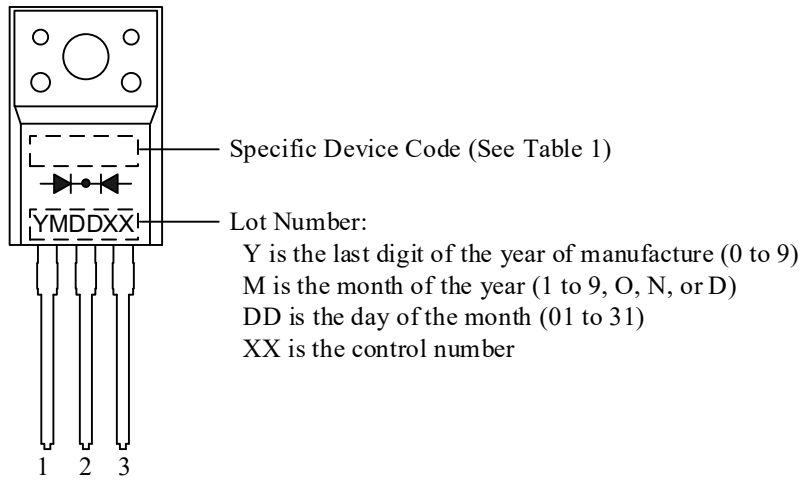 Specific Device Code (See Table 1)
YMDDXX
Lot Number:
Y is the last digit of the year of manufacture (0 to 9)
M is the month of the year (1 to 9, O, N, or D)
DD is the day of the month (01 to 31)
XX is the control number
1 2 3